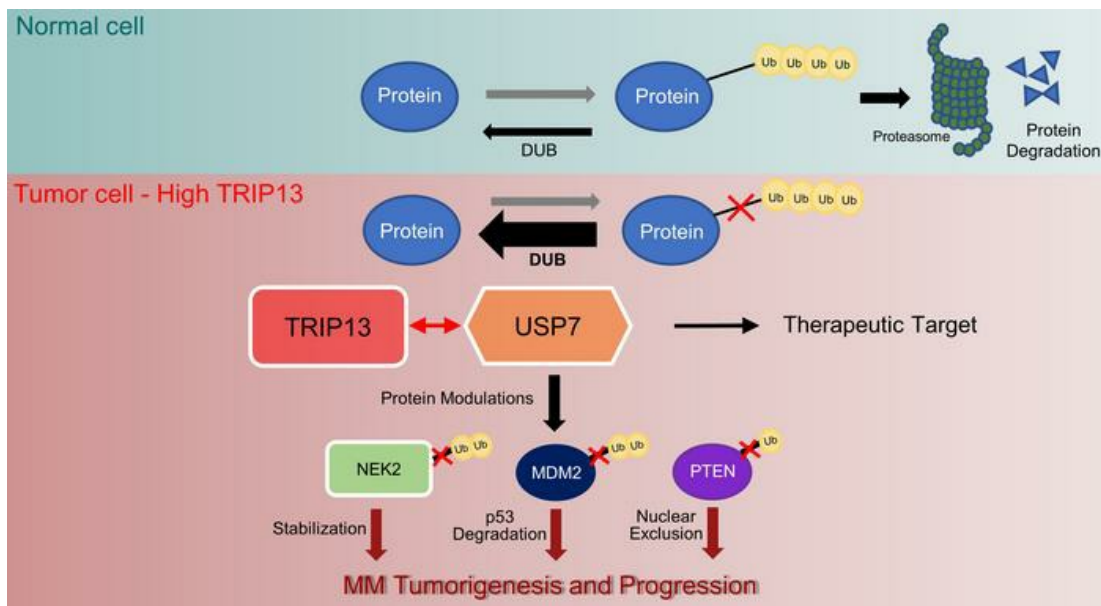 Normal cell
Protein
DUB
Protein
Ub Ub Ub Ub
Proteasome
Protein
Degradation
Tumor cell - High TRIP13
Protein
DUB
Protein
Ub Ub Ub Ub
TRIP13
USP7
Therapeutic Target
Protein Modulations
NEK2
Ub Ub
MDM2
Ub Ub
PTEN
Ub
Stabilization
p53
Degradation
Nuclear
Exclusion
MM Tumorigenesis and Progression